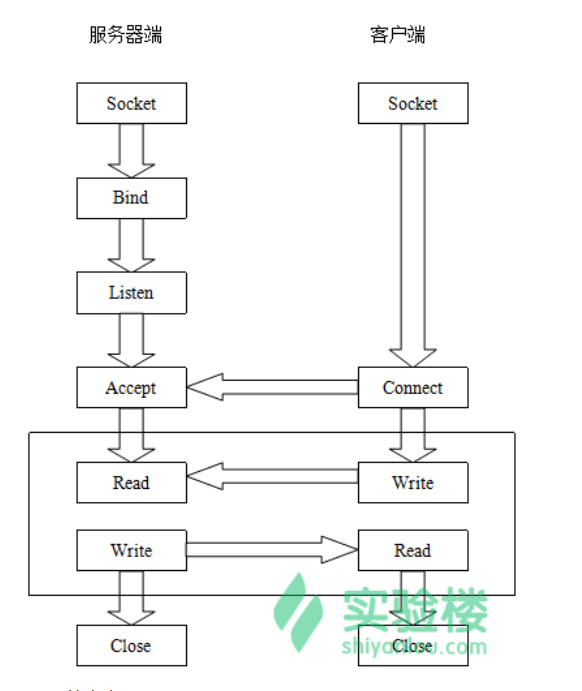 服务器端 客户端
Socket Socket
Bind
Listen
Accept Connect
Read Write
Write Read
实验楼
shiyanlou.com
Close Close